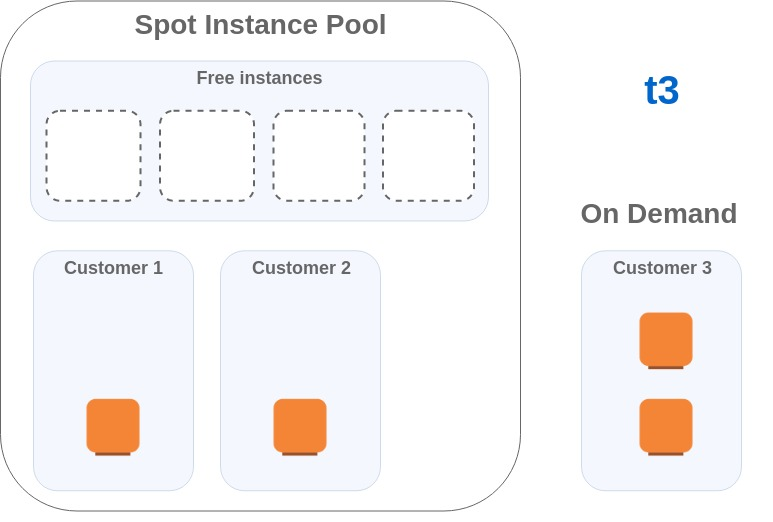 Spot Instance Pool
Free instances
t3
On Demand
Customer 1
Customer 2
Customer 3